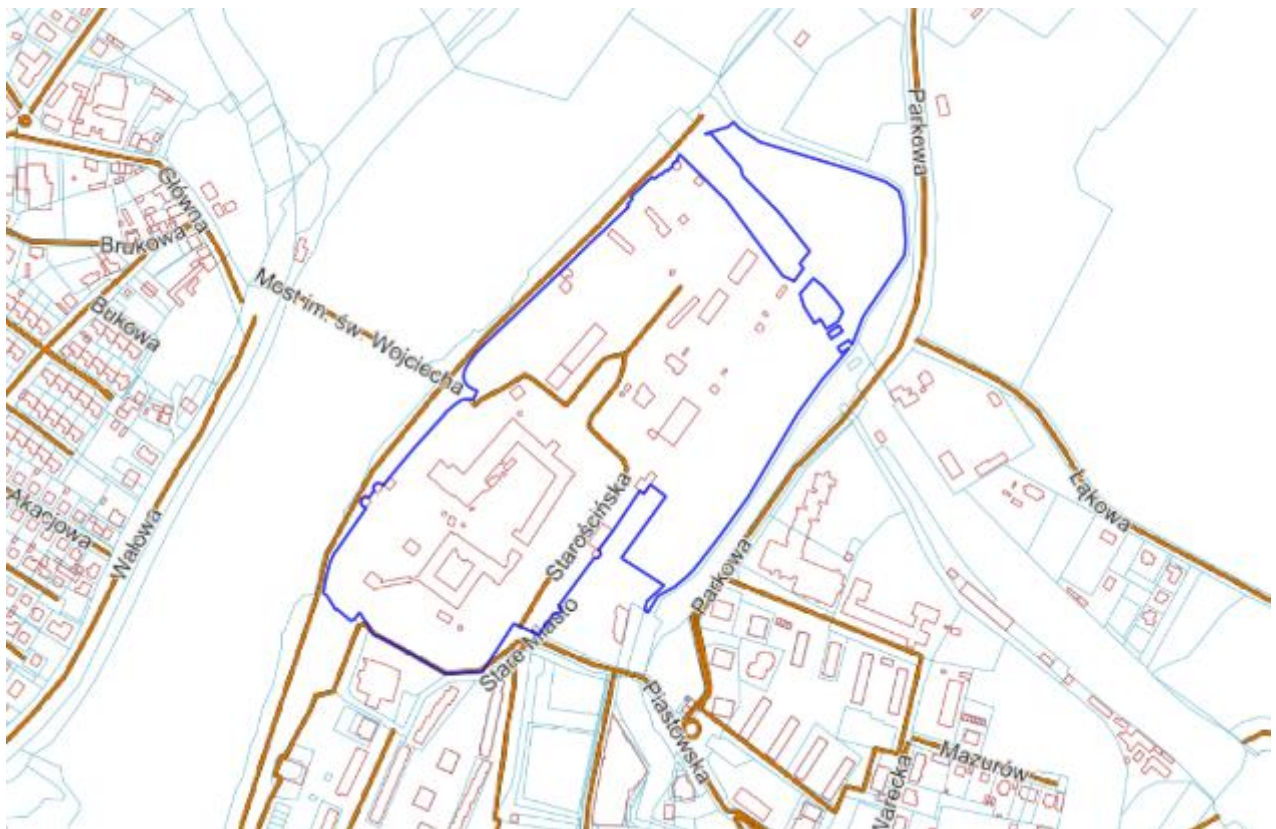 Parkowa
Główna
Brukowa
Bukowa
Most im. św. Wojciecha
Akacjowa
Wałowa
Starościńska
Stare Miasto
Parkowa
Łąkowa
Piastowska
Mazurów
Warecka